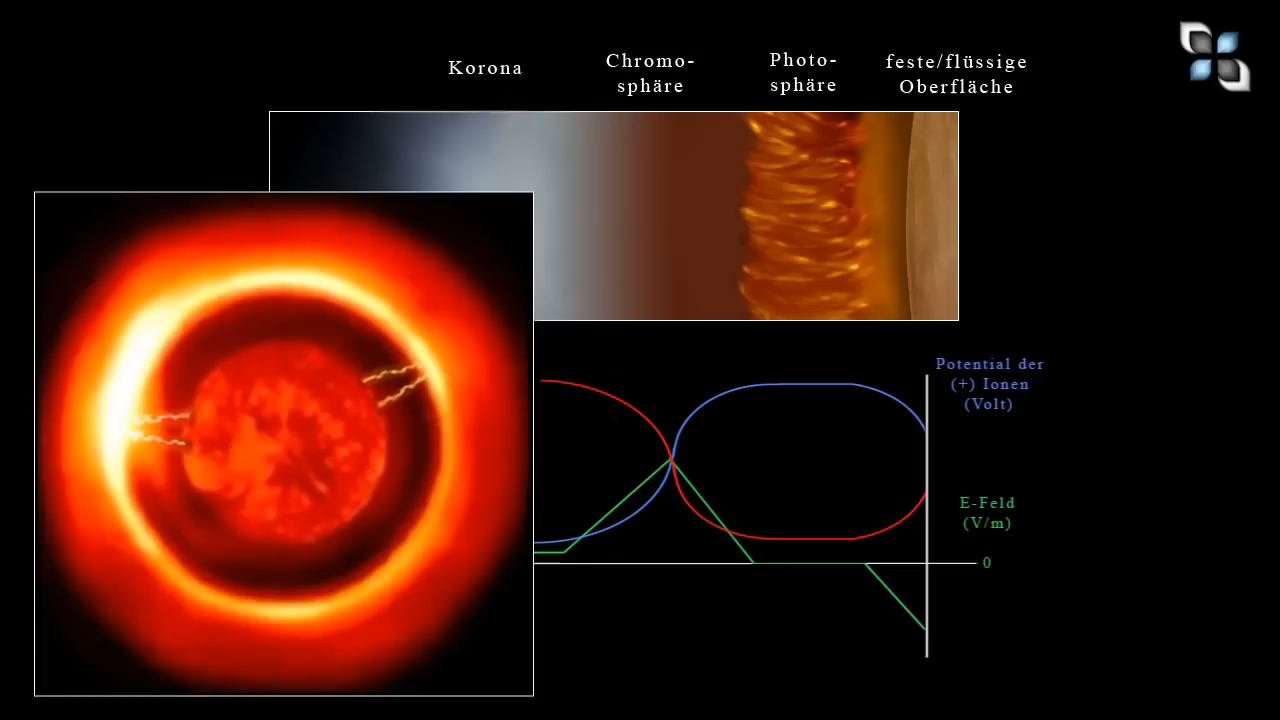 Korona
Chromo-
sphäre
Photo-
sphäre
feste/flüssige
Oberfläche
Potential der
(+) Ionen
(Volt)
E-Feld
(V/m)
0